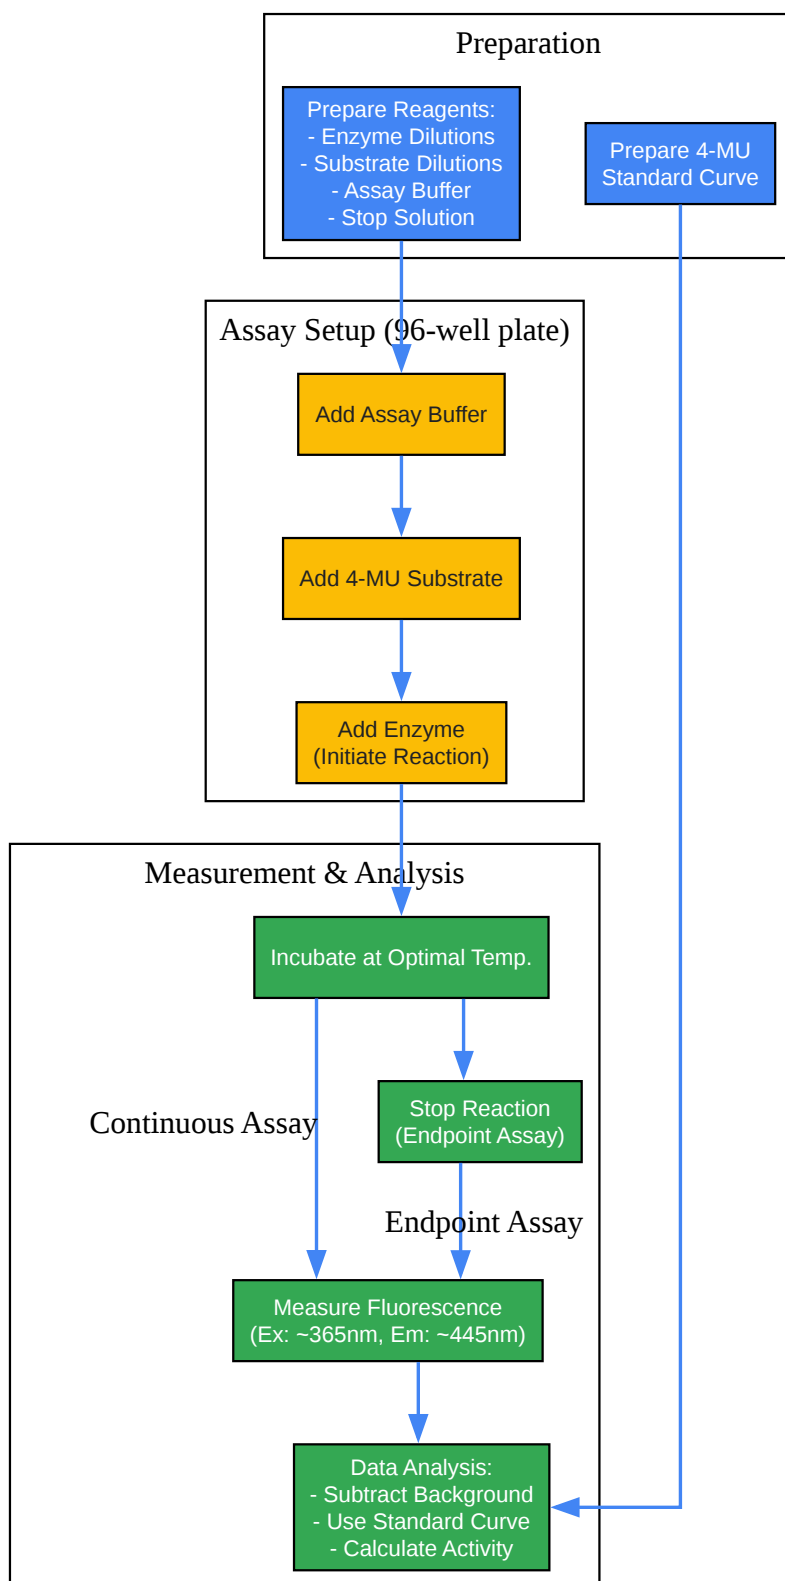 Preparation
Prepare Reagents:
- Enzyme Dilutions
- Substrate Dilutions
- Assay Buffer
- Stop Solution
Prepare 4-MU
Standard Curve
Assay Setup (96-well plate)
Add Assay Buffer
Add 4-MU Substrate
Add Enzyme
(Initiate Reaction)
Measurement & Analysis
Incubate at Optimal Temp.
Continuous Assay
Stop Reaction
(Endpoint Assay)
Endpoint Assay
Measure Fluorescence
(Ex: ~365nm, Em: ~445nm)
Data Analysis:
- Subtract Background
- Use Standard Curve
- Calculate Activity